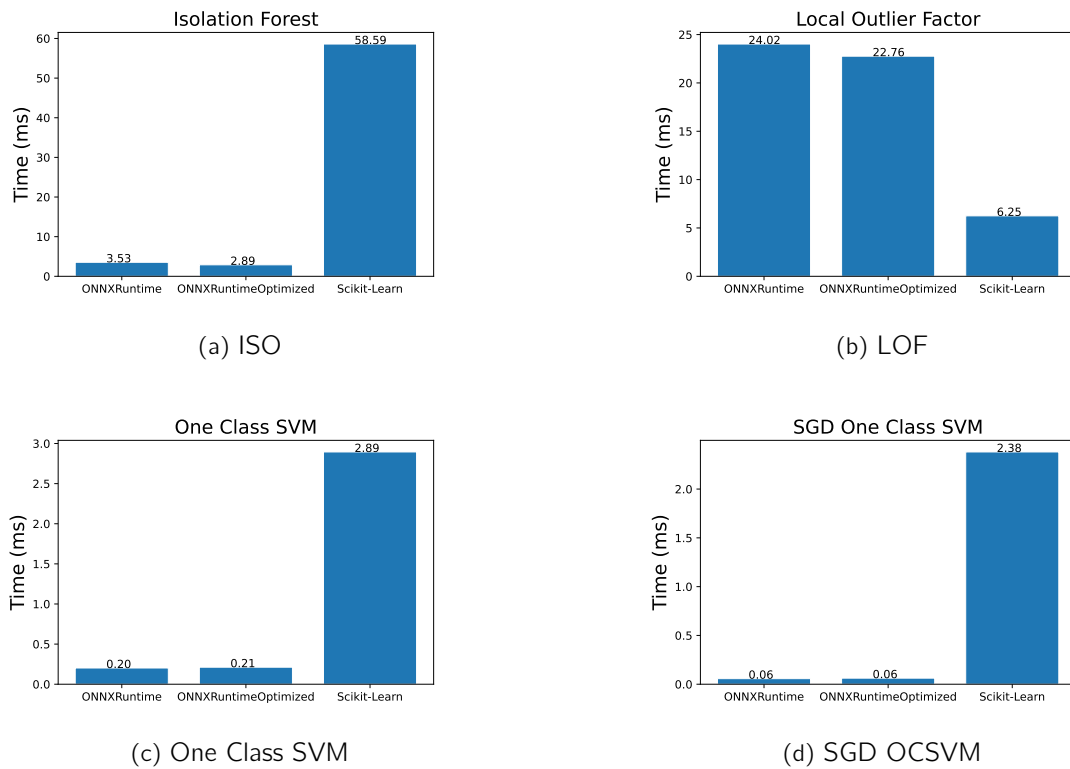 Isolation Forest
Time (ms)
60
50
40
30
20
10
0
3.53
2.89
58.59
ONNXRuntime
ONNXRuntimeOptimized
Scikit-Learn
(a) ISO
Local Outlier Factor
Time (ms)
25
20
15
10
5
0
24.02
22.76
6.25
ONNXRuntime
ONNXRuntimeOptimized
Scikit-Learn
(b) LOF
One Class SVM
Time (ms)
3.0
2.5
2.0
1.5
1.0
0.5
0.0
0.20
0.21
2.89
ONNXRuntime
ONNXRuntimeOptimized
Scikit-Learn
(c) One Class SVM
SGD One Class SVM
Time (ms)
2.0
1.5
1.0
0.5
0.0
0.06
0.06
2.38
ONNXRuntime
ONNXRuntimeOptimized
Scikit-Learn
(d) SGD OCSVM